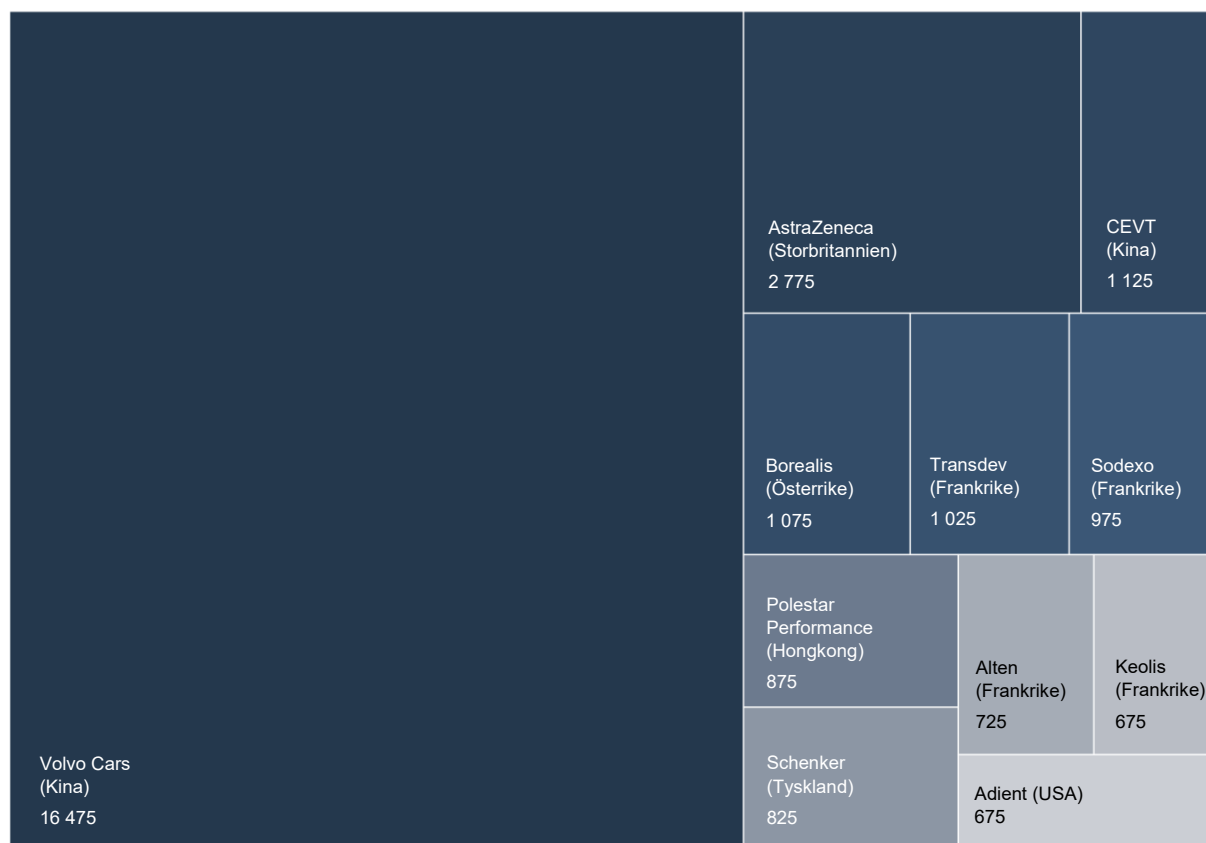 Volvo Cars
(Kina)
16 475
AstraZeneca
(Storbritannien)
2 775
CEVT
(Kina)
1 125
Borealis
(Österrike)
1 075
Transdev
(Frankrike)
1 025
Sodexo
(Frankrike)
975
Polestar
Performance
(Hongkong)
875
Schenker
(Tyskland)
825
Alten
(Frankrike)
725
Keolis
(Frankrike)
675
Adient (USA)
675